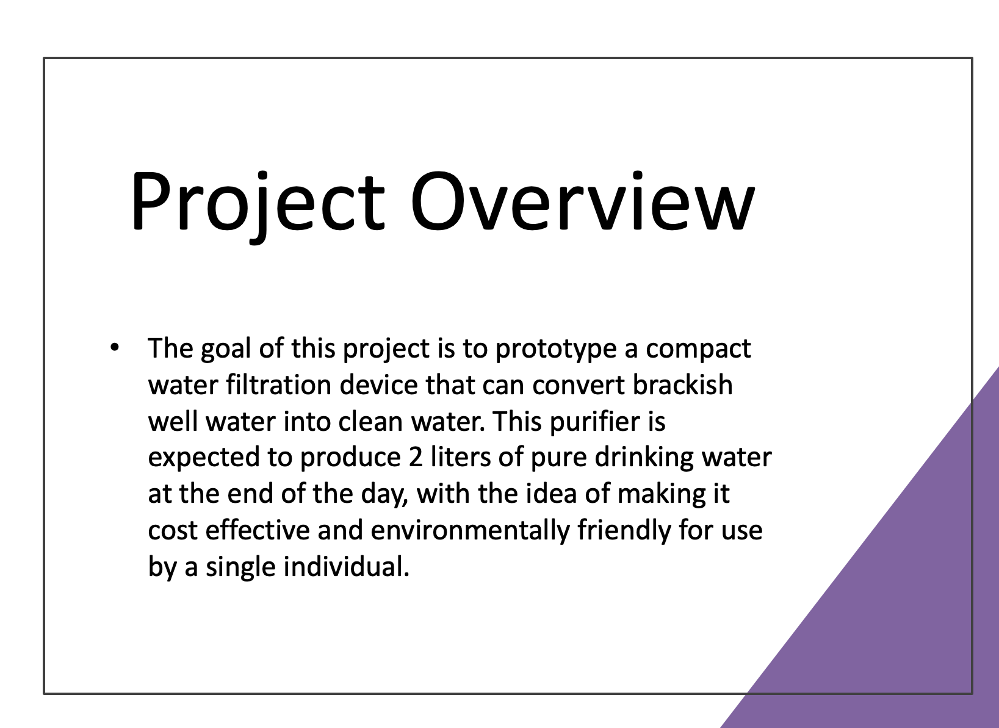 Project Overview
• The goal of this project is to prototype a compact
water filtration device that can convert brackish
well water into clean water. This purifier is
expected to produce 2 liters of pure drinking water
at the end of the day, with the idea of making it
cost effective and environmentally friendly for use
by a single individual.